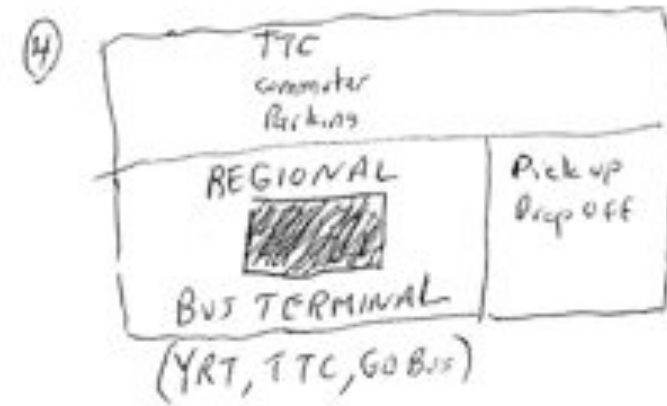 4
TTC
commuter
Parking
REGIONAL
Pick up
Drop Off
BUS TERMINAL
(YRT, TTC, GO Bus)